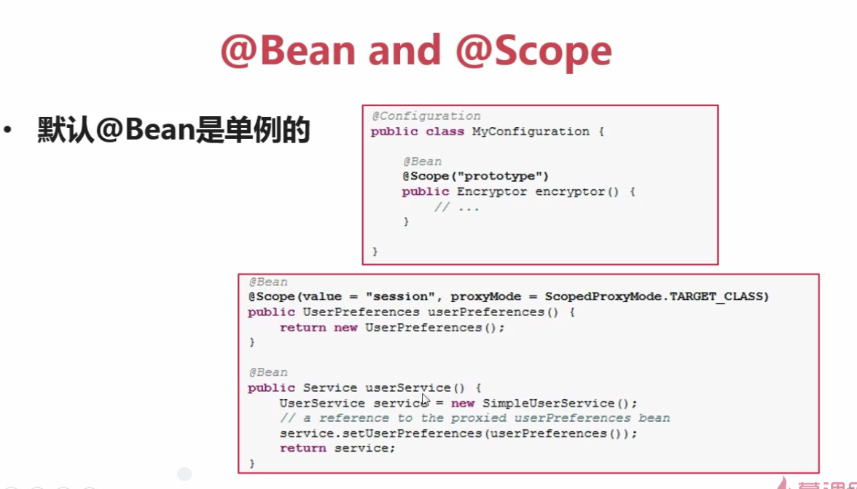 @Bean and @Scope
• 默认@Bean是单例的
@Configuration
public class MyConfiguration {
@Bean
@Scope("prototype")
public Encryptor encryptor() {
// ...
}
}
@Bean
@Scope(value = "session", proxyMode = ScopedProxyMode.TARGET_CLASS)
public UserPreferences userPreferences() {
return new UserPreferences();
}
@Bean
public Service userService() {
UserService service = new SimpleUserService();
// a reference to the proxied userPreferences bean
service.setUserPreferences(userPreferences());
return service;
}